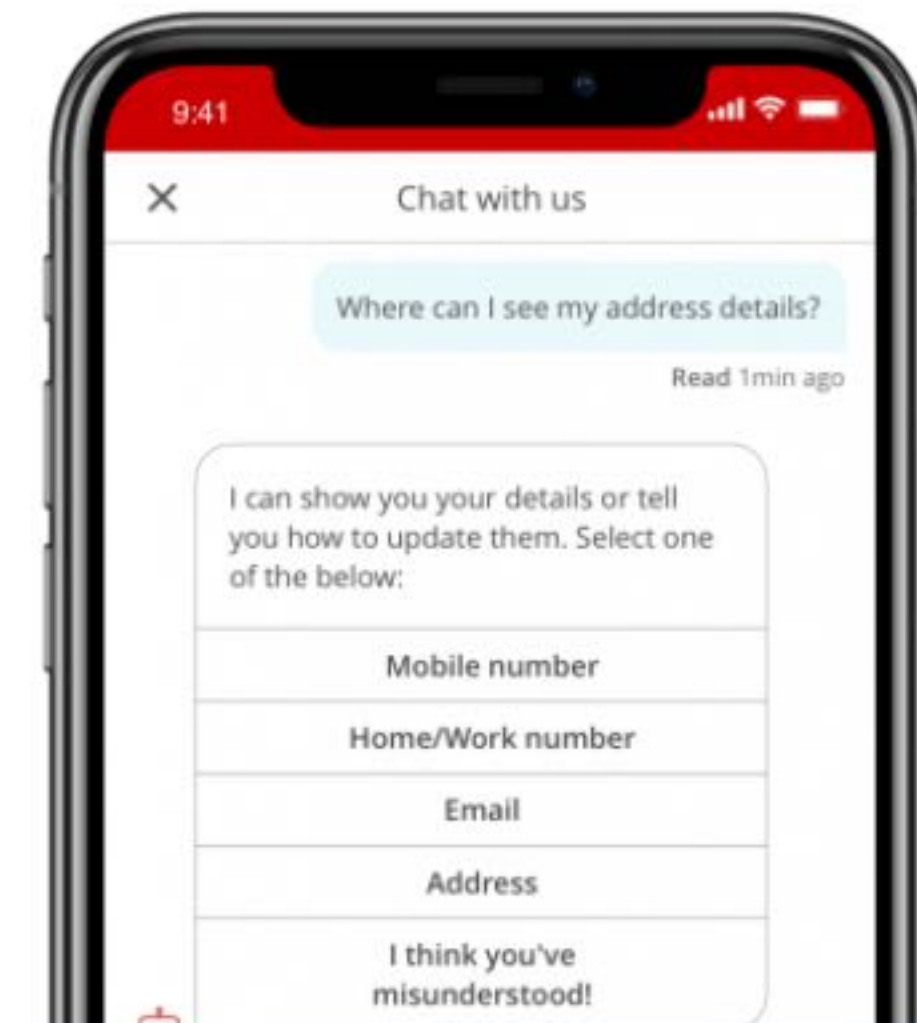 9:41
Chat with us
Where can I see my address details?
Read 1min ago
I can show you your details or tell
you how to update them. Select one
of the below:
Mobile number
Home/Work number
Email
Address
I think you've
misunderstood!